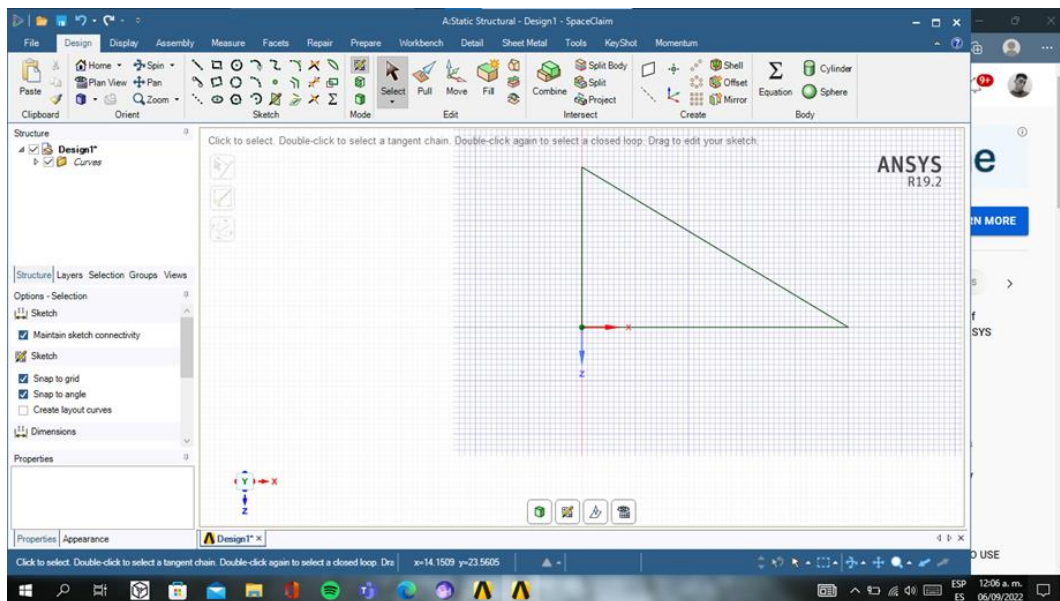 A:Static Structural - Design1 - SpaceClaim
File Design Display Assembly Measure Facets Repair Prepare Workbench Detail Sheet Metal Tools KeyShot Momentum
Paste
Home Spin
Plan View Pan
Zoom
Select Pull Move Fill
Combine
Split Body
Split
Project
Shell
Offset
Mirror
Equation
Cylinder
Sphere
Clipboard Orient Sketch Mode Edit Intersect Create Body
Structure
Design1*
Curves
Click to select. Double-click to select a tangent chain. Double-click again to select a closed loop. Drag to edit your sketch.
ANSYS
R19.2
e
RN MORE
SYS
Structure Layers Selection Groups Views
Options - Selection
Sketch
Maintain sketch connectivity
Sketch
Snap to grid
Snap to angle
Create layout curves
Dimensions
Properties
X
Z
Y X
Z
Properties Appearance
Design1*
Click to select. Double-click to select a tangent chain. Double-click again to select a closed loop. Dra x=14.1509 y=23.5605
O USE
ESP 12:06 a. m.
ES 06/09/2022